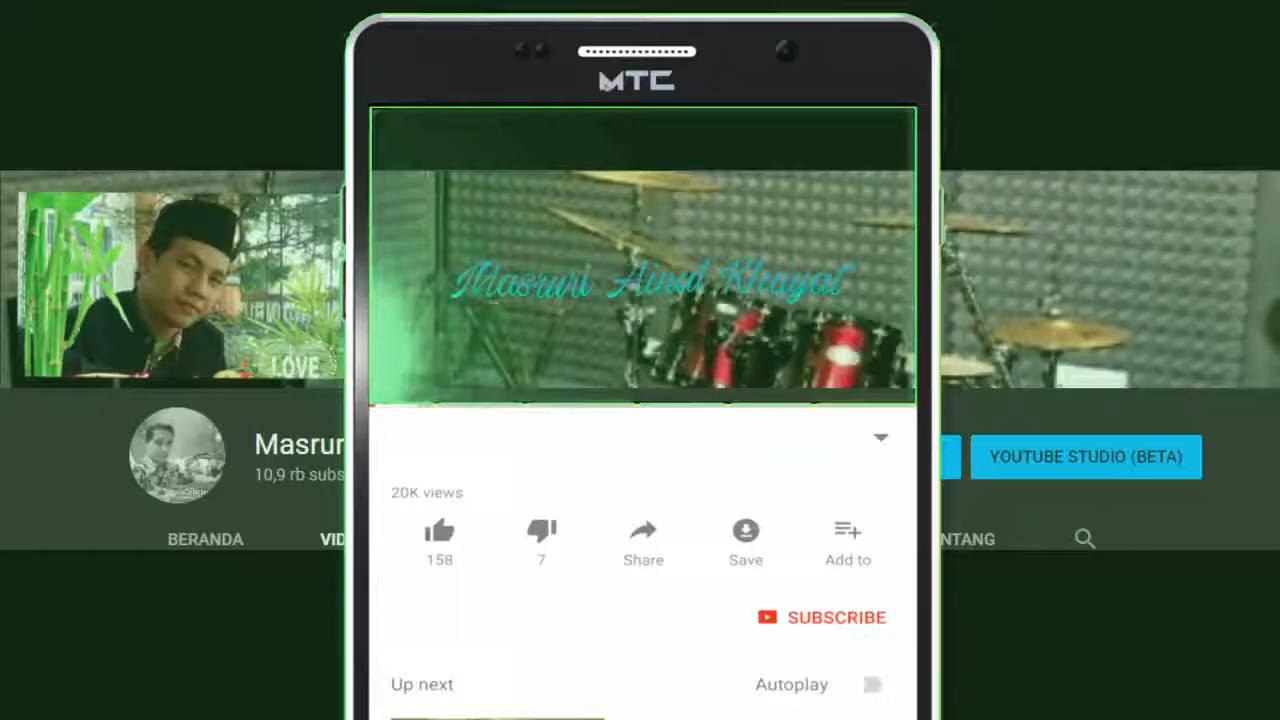 MTC
Masruri Ainul Khayat
LOVE
Masrur
10,9 rb subs
YOUTUBE STUDIO (BETA)
20K views
BERANDA
VID
NTANG
158
7
Share
Save
Add to
SUBSCRIBE
Up next
Autoplay